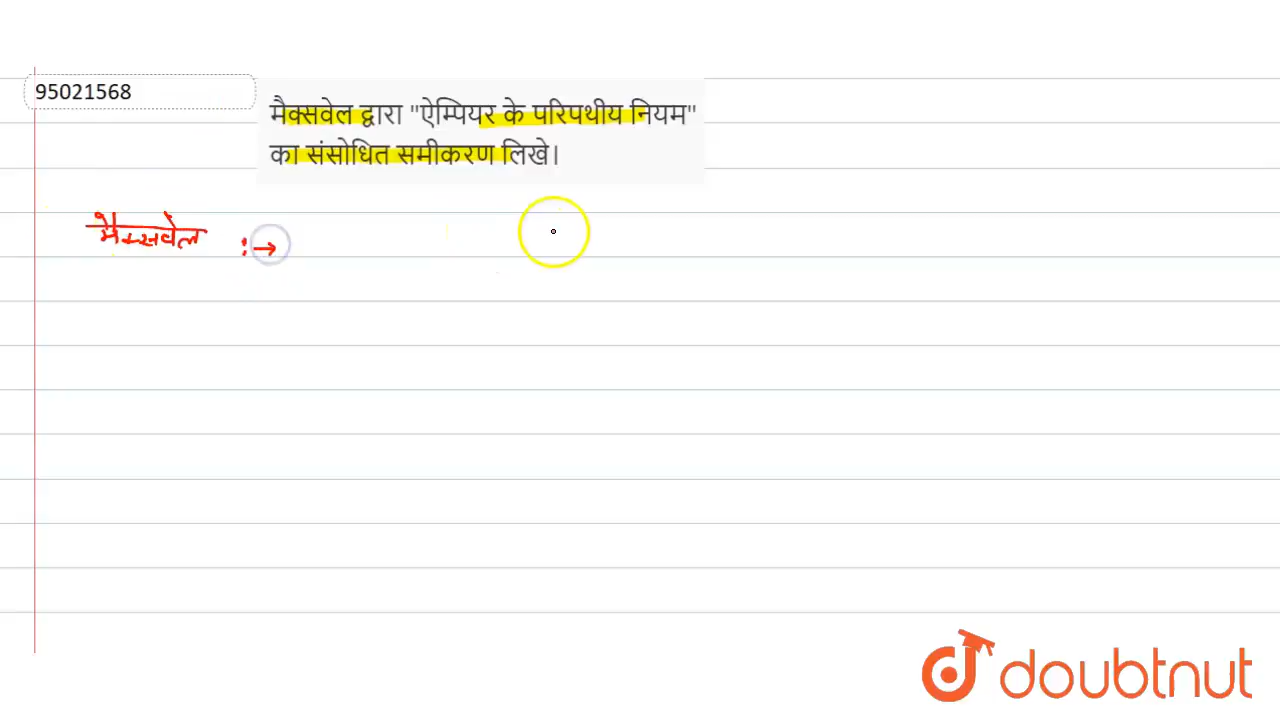 95021568
मैक्सवेल द्वारा "ऐम्पियर के परिपथीय नियम"
का संसोधित समीकरण लिखे।
मैक्सवेल :→
doubtnut